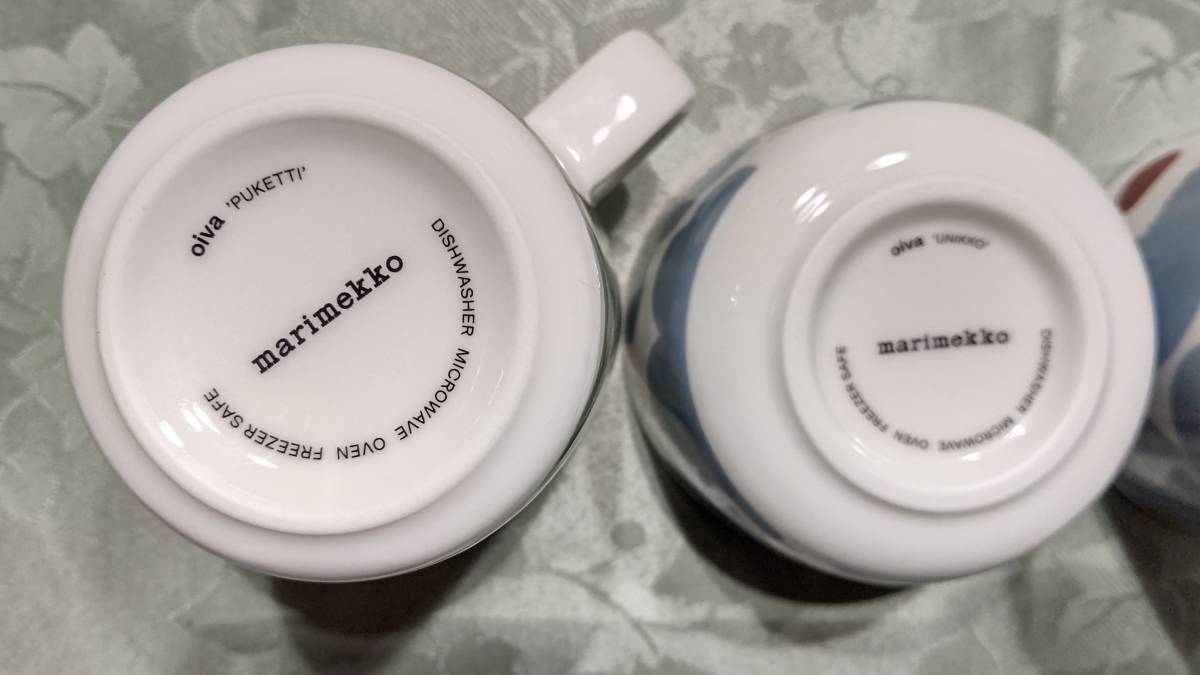 oiva 'PUKETTI'
marimekko
DISHWASHER MICROWAVE OVEN FREEZER SAFE
oiva 'UNIKKO'
marimekko
DISHWASHER MICROWAVE OVEN FREEZER SAFE